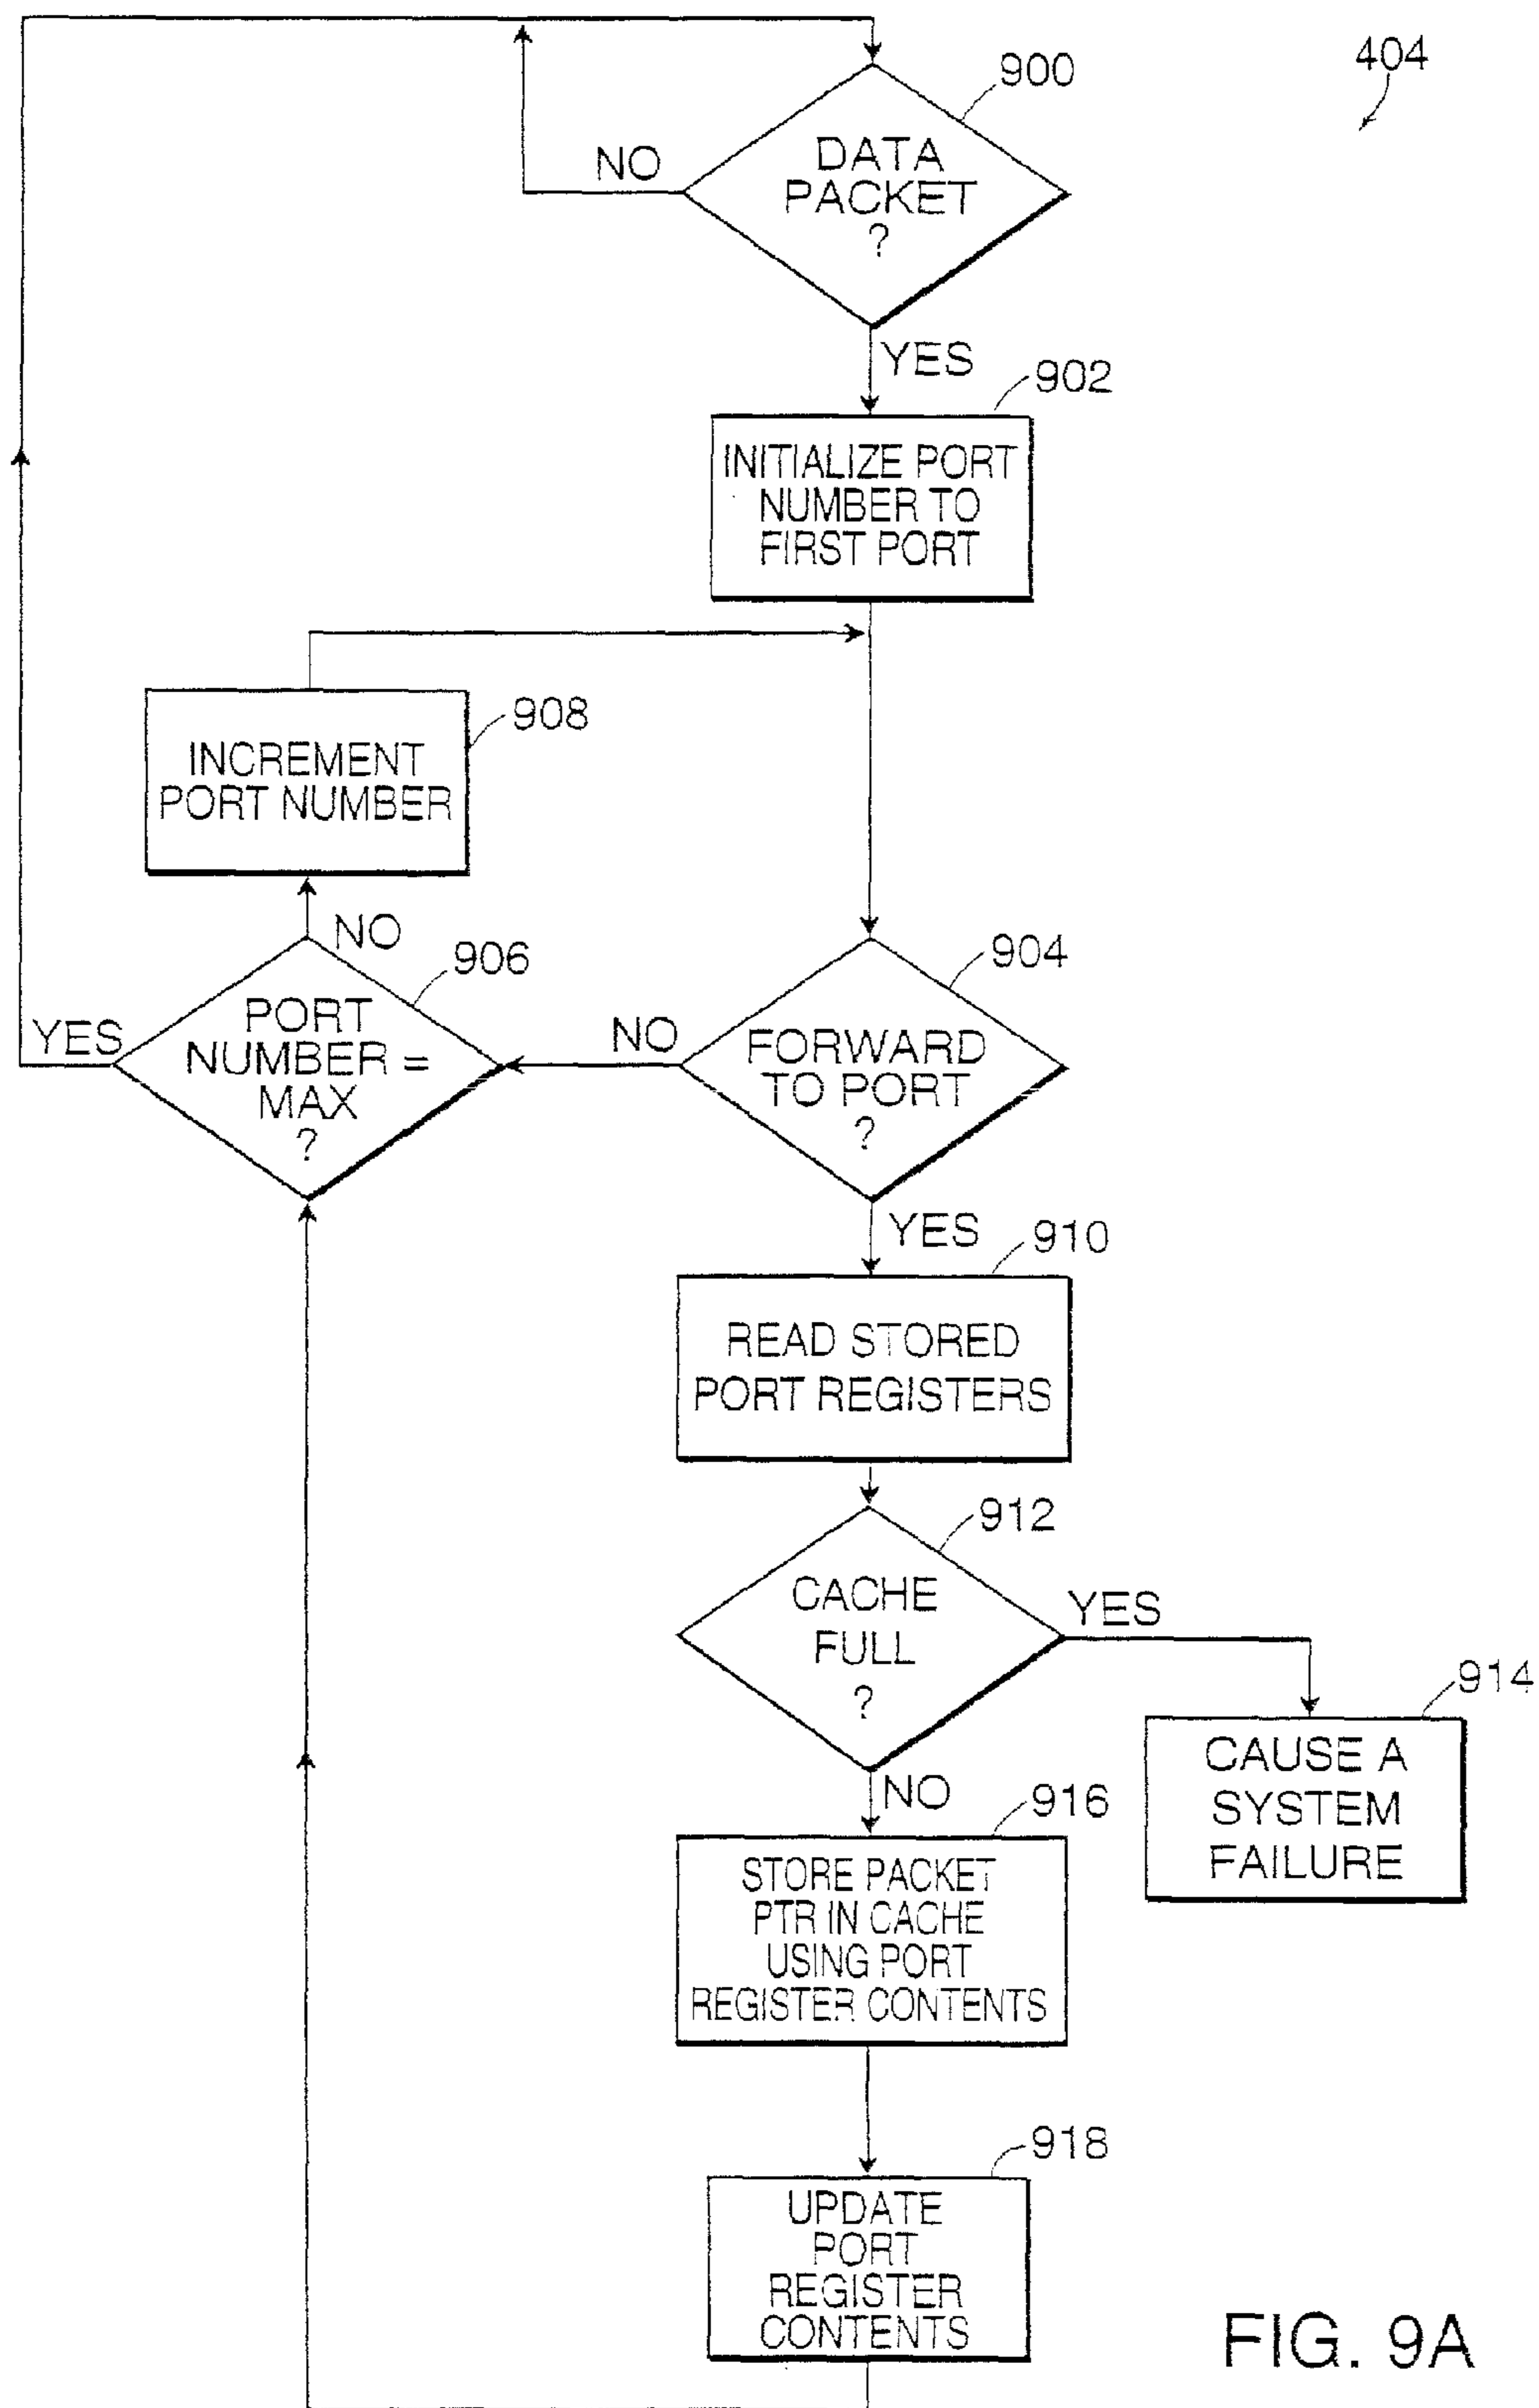 404
900
DATA
PACKET
?
NO
YES
902
INITIALIZE PORT
NUMBER TO
FIRST PORT
908
INCREMENT
PORT NUMBER
NO
906
PORT
NUMBER =
MAX
?
YES
904
NO
FORWARD
TO PORT
?
YES
910
READ STORED
PORT REGISTERS
912
CACHE
FULL
?
YES
914
CAUSE A
SYSTEM
FAILURE
NO
916
STORE PACKET
PTR IN CACHE
USING PORT
REGISTER CONTENTS
918
UPDATE
PORT
REGISTER
CONTENTS
FIG. 9A